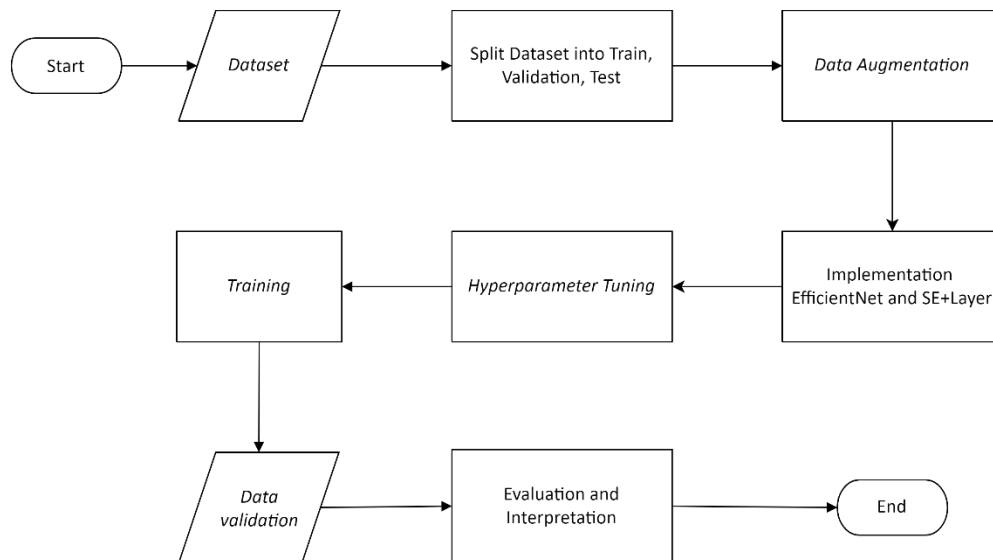 Start
Dataset
Split Dataset into Train,
Validation, Test
Data Augmentation
Implementation
EfficientNet and SE+Layer
Hyperparameter Tuning
Training
Data
validation
Evaluation and
Interpretation
End